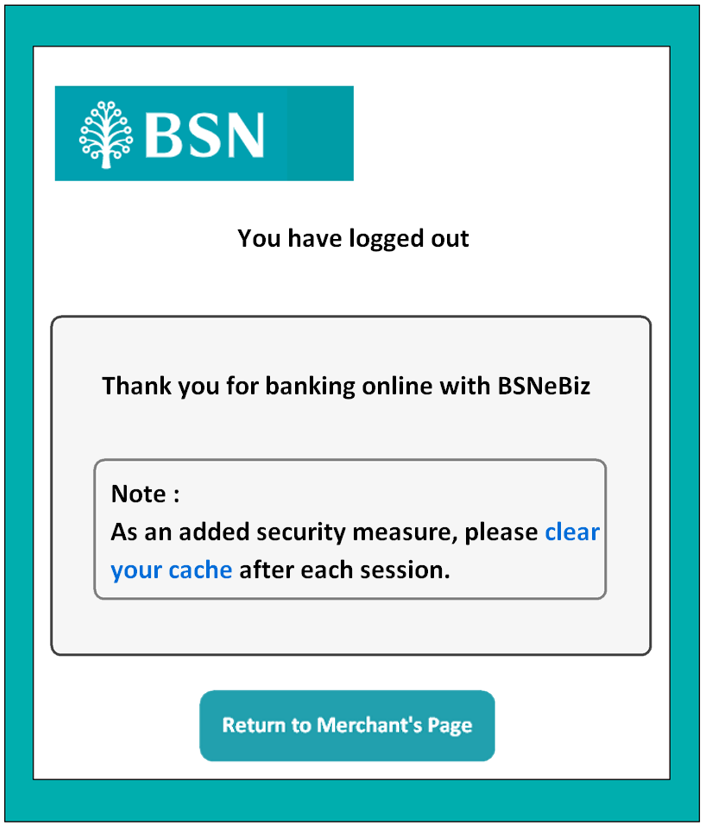 BSN
You have logged out
Thank you for banking online with BSNeBiz
Note :
As an added security measure, please clear
your cache after each session.
Return to Merchant's Page